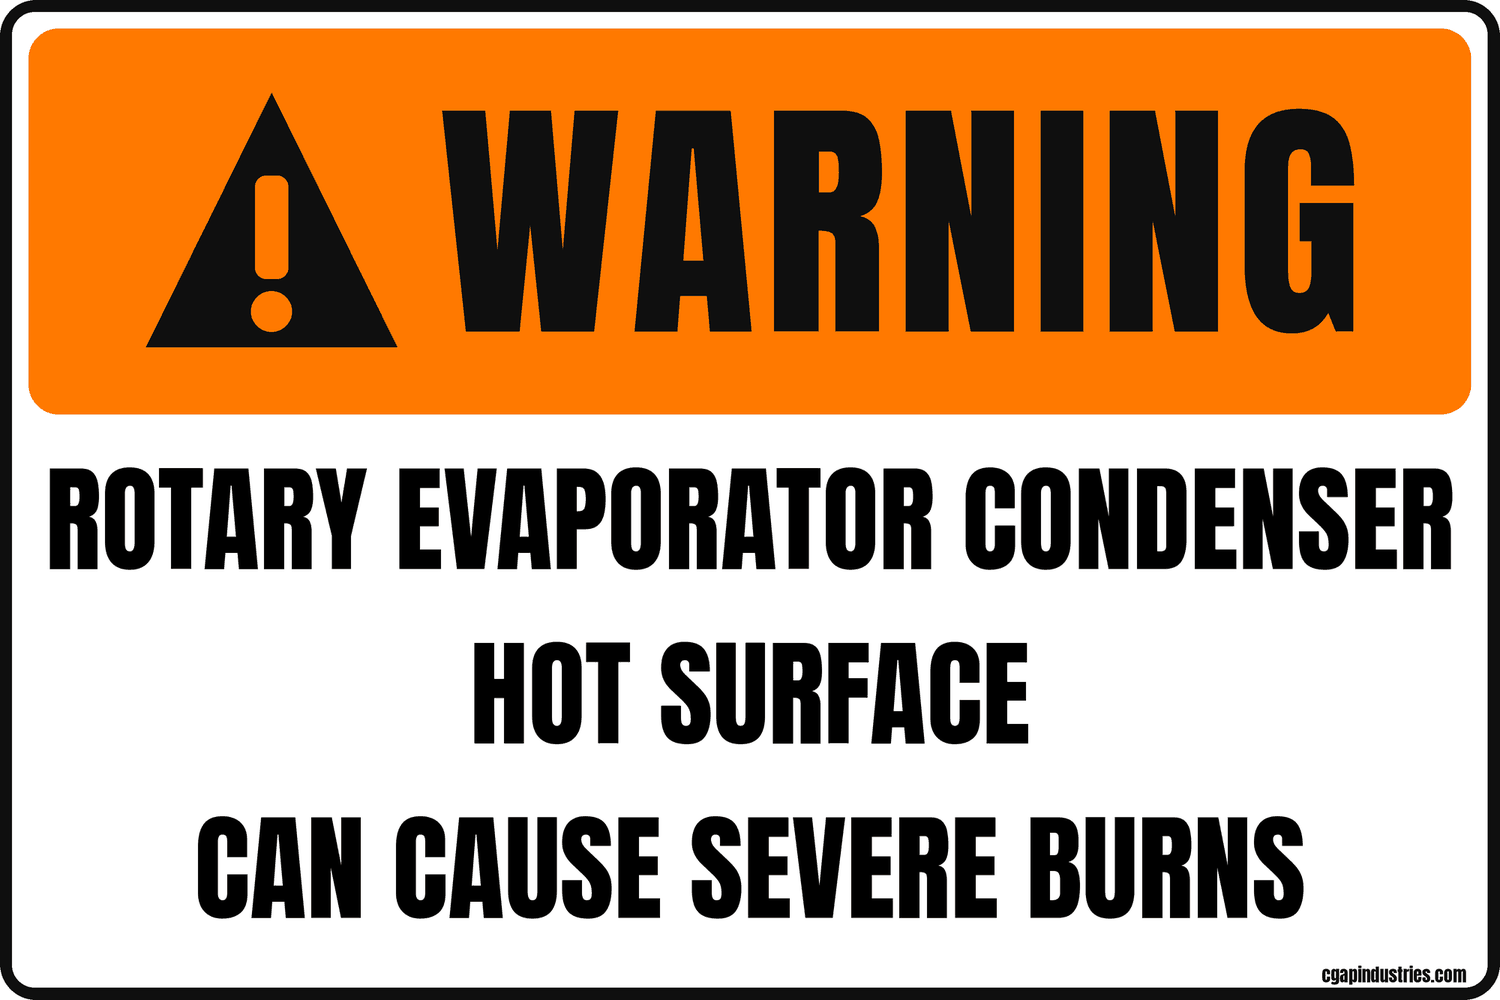 WARNING
ROTARY EVAPORATOR CONDENSER
HOT SURFACE
CAN CAUSE SEVERE BURNS
cgapindustries.com